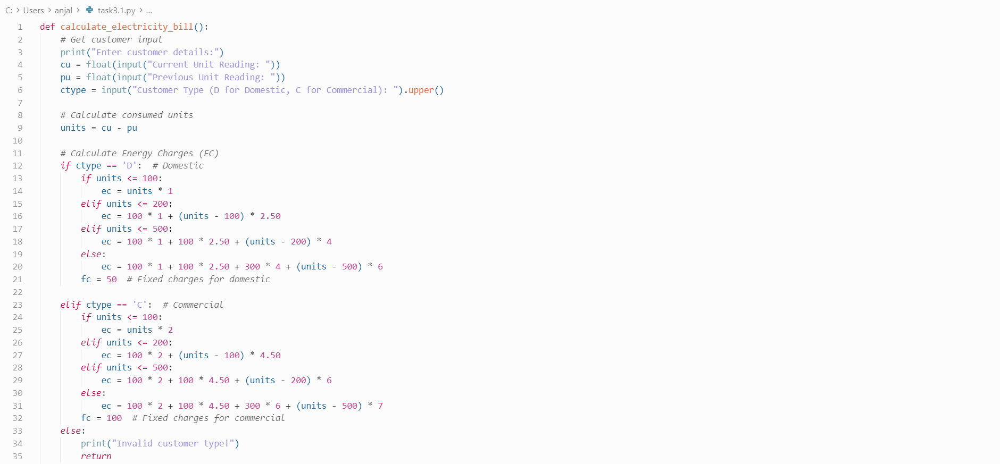 C: > Users > anjal > task3.1.py > ...
1 def calculate_electricity_bill():
2     # Get customer input
3     print("Enter customer details:")
4     cu = float(input("Current Unit Reading: "))
5     pu = float(input("Previous Unit Reading: "))
6     ctype = input("Customer Type (D for Domestic, C for Commercial): ").upper()
7
8     # Calculate consumed units
9     units = cu - pu
10
11     # Calculate Energy Charges (EC)
12     if ctype == 'D':  # Domestic
13         if units <= 100:
14             ec = units * 1
15         elif units <= 200:
16             ec = 100 * 1 + (units - 100) * 2.50
17         elif units <= 500:
18             ec = 100 * 1 + 100 * 2.50 + (units - 200) * 4
19         else:
20             ec = 100 * 1 + 100 * 2.50 + 300 * 4 + (units - 500) * 6
21         fc = 50  # Fixed charges for domestic
22
23     elif ctype == 'C':  # Commercial
24         if units <= 100:
25             ec = units * 2
26         elif units <= 200:
27             ec = 100 * 2 + (units - 100) * 4.50
28         elif units <= 500:
29             ec = 100 * 2 + 100 * 4.50 + (units - 200) * 6
30         else:
31             ec = 100 * 2 + 100 * 4.50 + 300 * 6 + (units - 500) * 7
32         fc = 100  # Fixed charges for commercial
33     else:
34         print("Invalid customer type!")
35         return